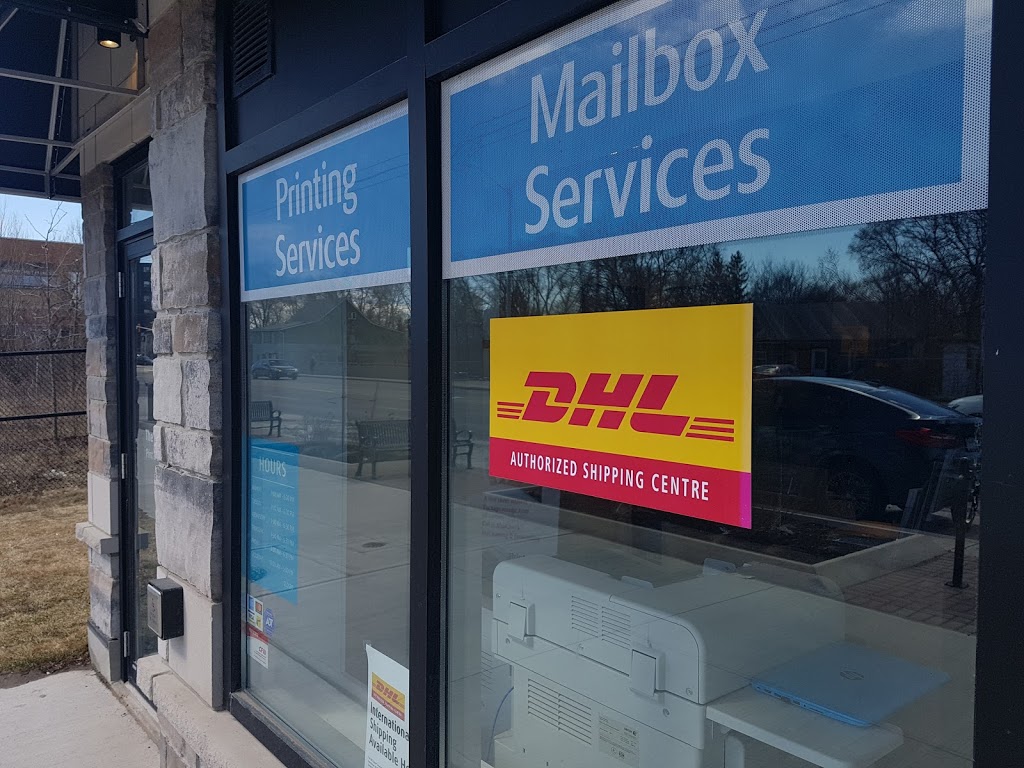 Printing
Services
Mailbox
Services
DHL
AUTHORIZED SHIPPING CENTRE
HOURS
DHL
International
Shipping
Available